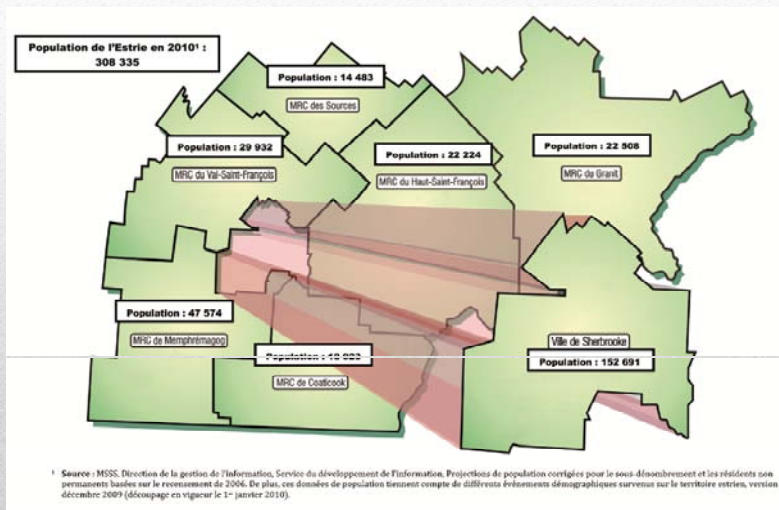 Population de l'Estrie en 2010¹ :
308 335
Population : 14 483
MRC des Sources
Population : 29 932
MRC du Val-Saint-François
Population : 22 224
MRC du Haut-Saint-François
Population : 22 508
MRC du Granit
Population : 47 574
MRC de Memphrémagog
Population :
MRC de Coaticook
Ville de Sherbrooke
Population : 152 691
¹ Source : MSSS, Direction de la gestion de l'information, Service du développement de l'information, Projections de population corrigées pour le sous-dénombrement et les résidents non
permanents basées sur le recensement de 2006. De plus, ces données de population tiennent compte de différents événements démographiques survenus sur le territoire estrien, version
décembre 2009 (découpage en vigueur le 1er janvier 2010).